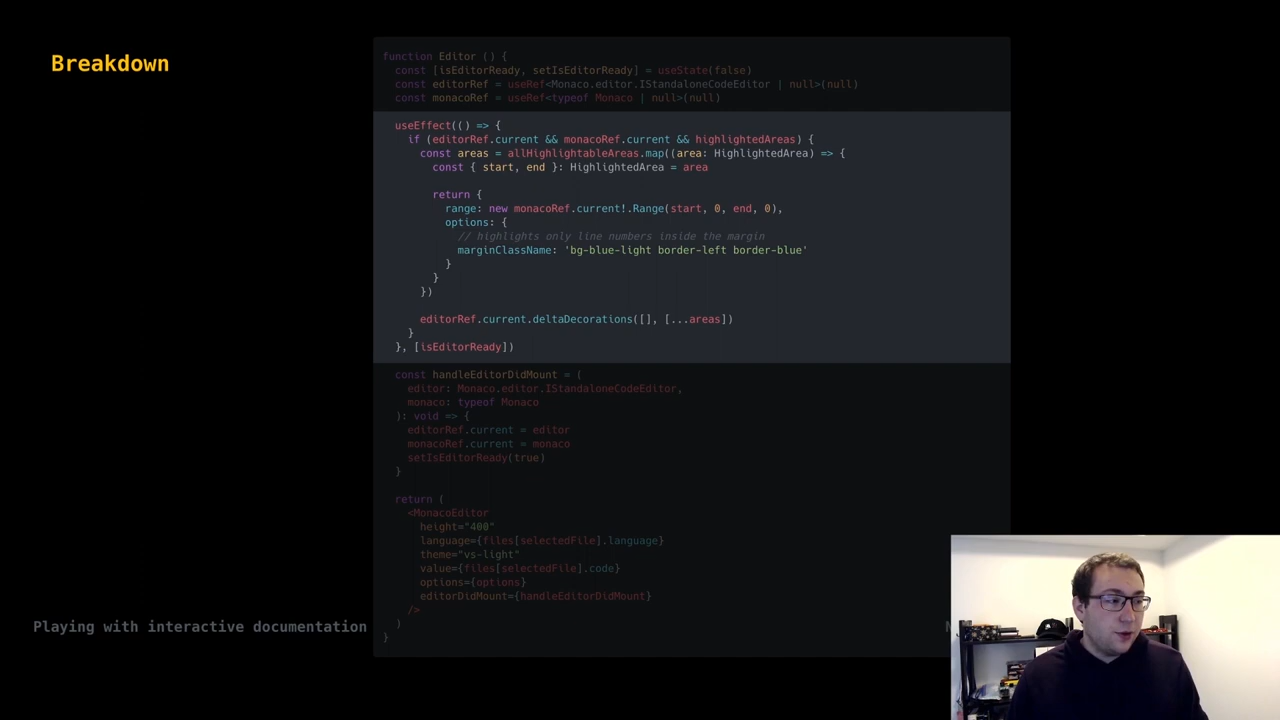 Breakdown
function Editor () {
  const [isEditorReady, setIsEditorReady] = useState(false)
  const editorRef = useRef<Monaco.editor.IStandaloneCodeEditor | null>(null)
  const monacoRef = useRef<typeof Monaco | null>(null)
  useEffect(() => {
    if (editorRef.current && monacoRef.current && highlightedAreas) {
      const areas = allHighlightableAreas.map((area: HighlightedArea) => {
        const { start, end }: HighlightedArea = area
        return {
          range: new monacoRef.current!.Range(start, 0, end, 0),
          options: {
            // highlights only line numbers inside the margin
            marginClassName: 'bg-blue-light border-left border-blue'
          }
        }
      })
      editorRef.current.deltaDecorations([], [...areas])
    }
  }, [isEditorReady])
  const handleEditorDidMount = (
    editor: Monaco.editor.IStandaloneCodeEditor,
    monaco: typeof Monaco
  ): void => {
    editorRef.current = editor
    monacoRef.current = monaco
    setIsEditorReady(true)
  }
  return (
    <MonacoEditor
      height="400"
      language={files[selectedFile].language}
      theme="vs-light"
      value={files[selectedFile].code}
      options={options}
      editorDidMount={handleEditorDidMount}
    />
  )
}
Playing with interactive documentation